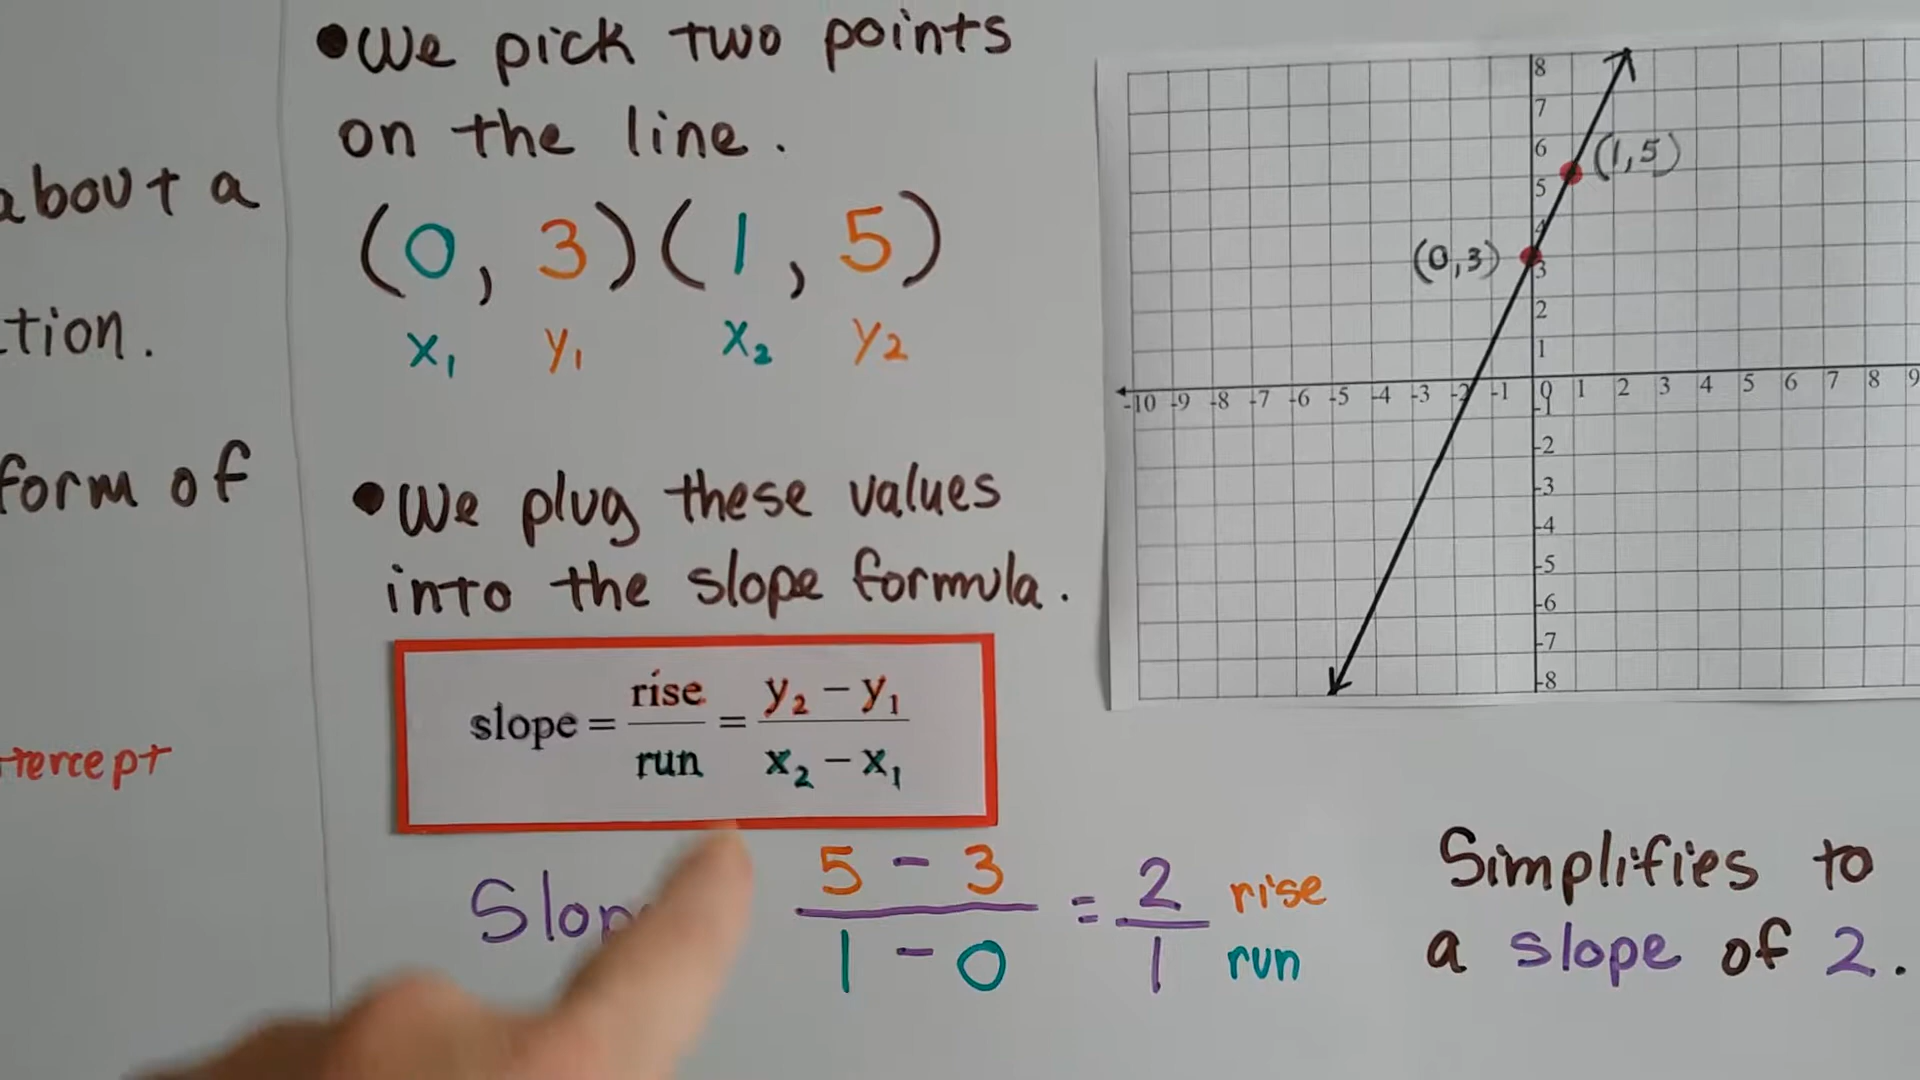 about a
tion.
form of
tercept
•We pick two points
on the line.
(0, 3)(1, 5)
x₁ y₁ x₂ y₂
•We plug these values
into the slope formula.
slope = rise/run = y₂ − y₁/x₂ − x₁
5 - 3/1 - 0 = 2/1 rise
run
Simplifies to
a slope of 2.
8
7
6
(1,5)
5
4
(0,3)
3
2
1
-10 -9 -8 -7 -6 -5 -4 -3 -2 -1 0 1 2 3 4 5 6 7 8 9
-1
-2
-3
-4
-5
-6
-7
-8